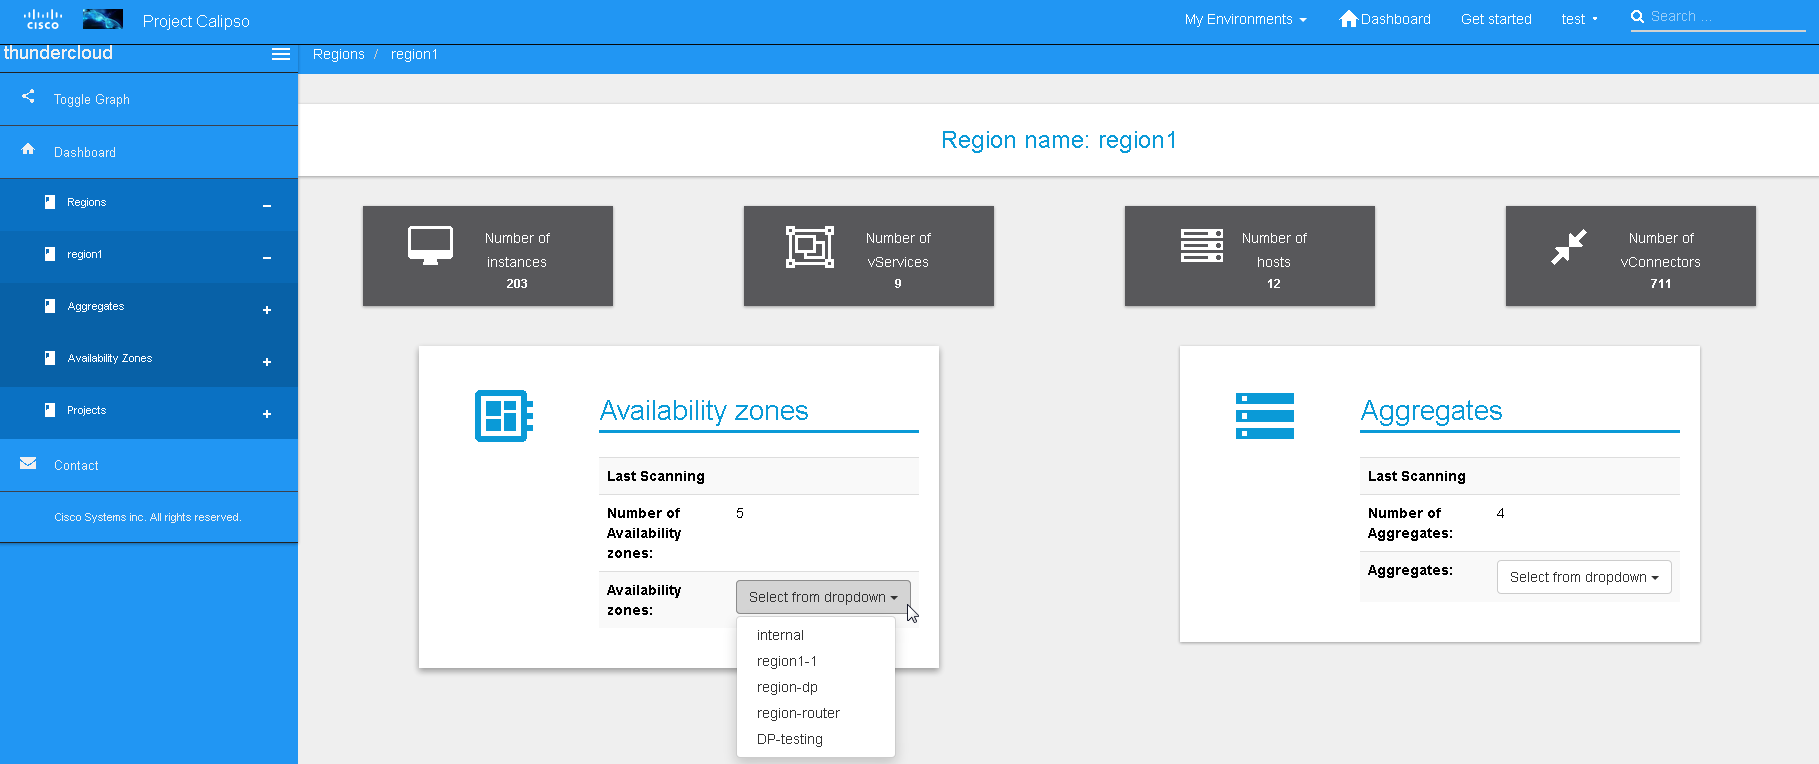 cisco
Project Calipso
My Environments
Dashboard
Get started
test
Search ...
thundercloud
Regions / region1
Toggle Graph
Dashboard
Regions
region1
Aggregates
Availability Zones
Projects
Contact
Cisco Systems inc. All rights reserved.
Region name: region1
Number of
instances
203
Number of
vServices
9
Number of
hosts
12
Number of
vConnectors
711
Availability zones
Last Scanning
Number of
Availability
zones:
5
Availability
zones:
Select from dropdown
internal
region1-1
region-dp
region-router
DP-testing
Aggregates
Last Scanning
Number of
Aggregates:
4
Aggregates:
Select from dropdown